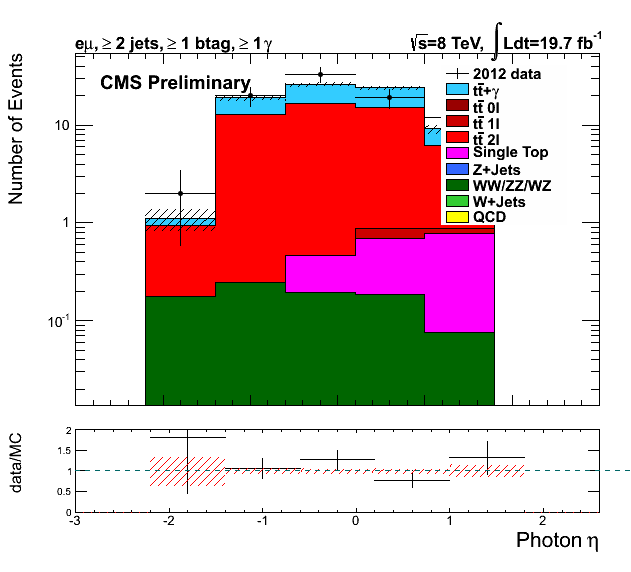 eμ, ≥ 2 jets, ≥ 1 btag, ≥ 1 γ
√s=8 TeV, ∫ Ldt=19.7 fb⁻¹
CMS Preliminary
2012 data
tt̄+γ
tt̄ 0l
tt̄ 1l
tt̄ 2l
Single Top
Z+Jets
WW/ZZ/WZ
W+Jets
QCD
Number of Events
10
1
10⁻¹
data/MC
2
1.5
1
0.5
0
-3 -2 -1 0 1 2
Photon η